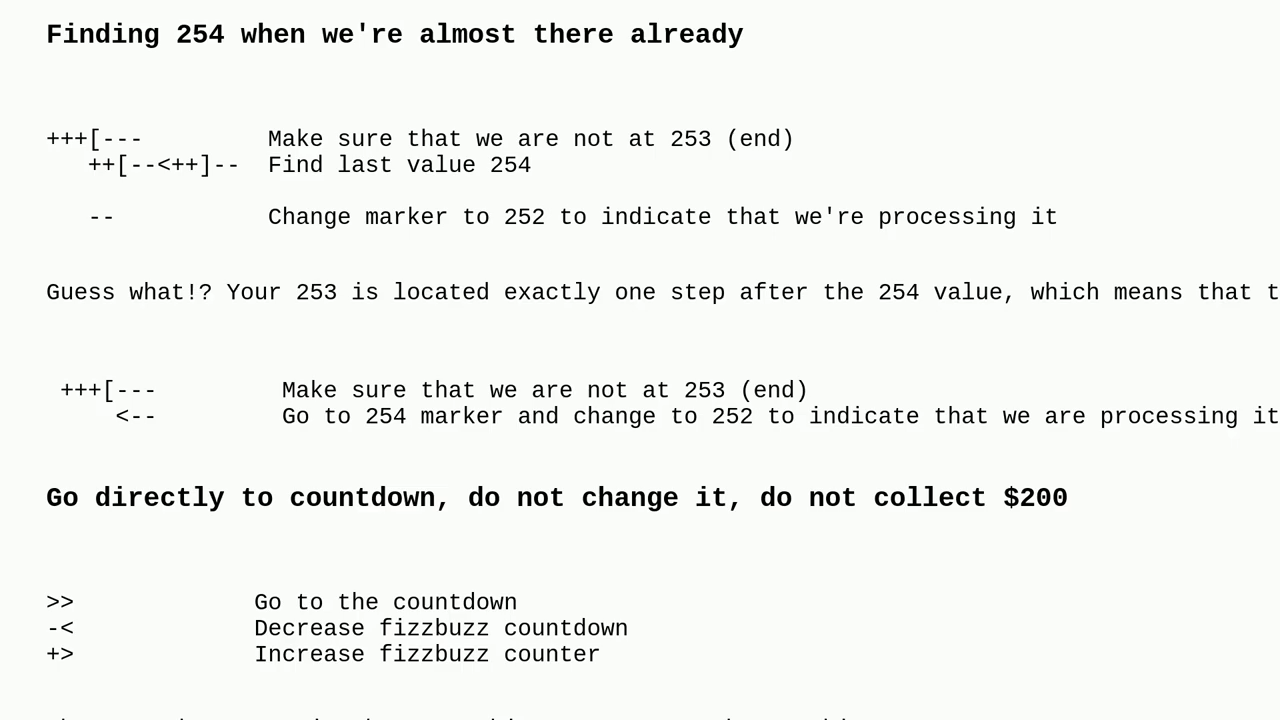 Finding 254 when we're almost there already
+++[---         Make sure that we are not at 253 (end)
   ++[--<++]--  Find last value 254
   --           Change marker to 252 to indicate that we're processing it
Guess what!? Your 253 is located exactly one step after the 254 value, which means that
 +++[---         Make sure that we are not at 253 (end)
     <--         Go to 254 marker and change to 252 to indicate that we are processing it
Go directly to countdown, do not change it, do not collect $200
>>             Go to the countdown
-<             Decrease fizzbuzz countdown
+>             Increase fizzbuzz counter